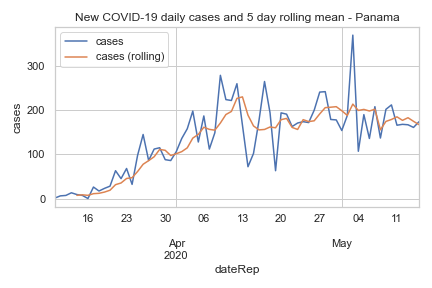 New COVID-19 daily cases and 5 day rolling mean - Panama
cases
cases (rolling)
300
200
100
0
cases
16 23 30 06 13 20 27 04 11
Apr May
2020
dateRep